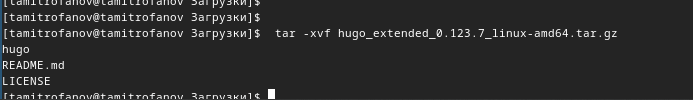 [tamitrofanov@tamitrofanov Загрузки]$
[tamitrofanov@tamitrofanov Загрузки]$
[tamitrofanov@tamitrofanov Загрузки]$  tar -xvf hugo_extended_0.123.7_linux-amd64.tar.gz
hugo
README.md
LICENSE
[tamitrofanov@tamitrofanov Загрузки]$